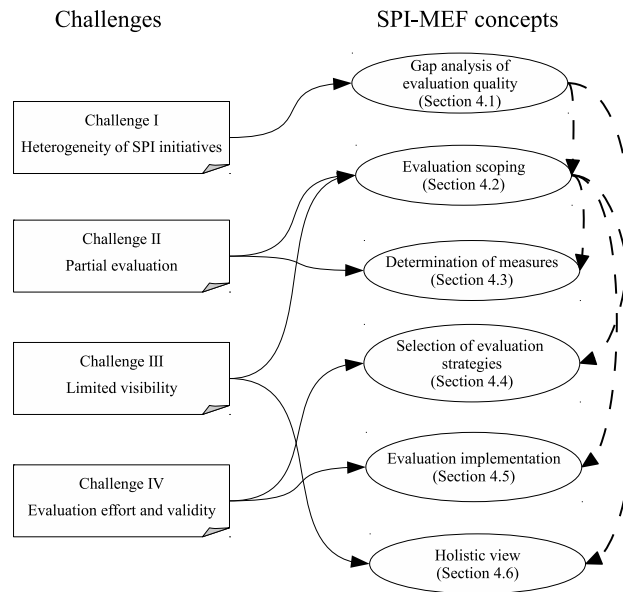 Challenges
SPI-MEF concepts
Challenge I
Heterogeneity of SPI initiatives
Challenge II
Partial evaluation
Challenge III
Limited visibility
Challenge IV
Evaluation effort and validity
Gap analysis of
evaluation quality
(Section 4.1)
Evaluation scoping
(Section 4.2)
Determination of measures
(Section 4.3)
Selection of evaluation
strategies
(Section 4.4)
Evaluation implementation
(Section 4.5)
Holistic view
(Section 4.6)